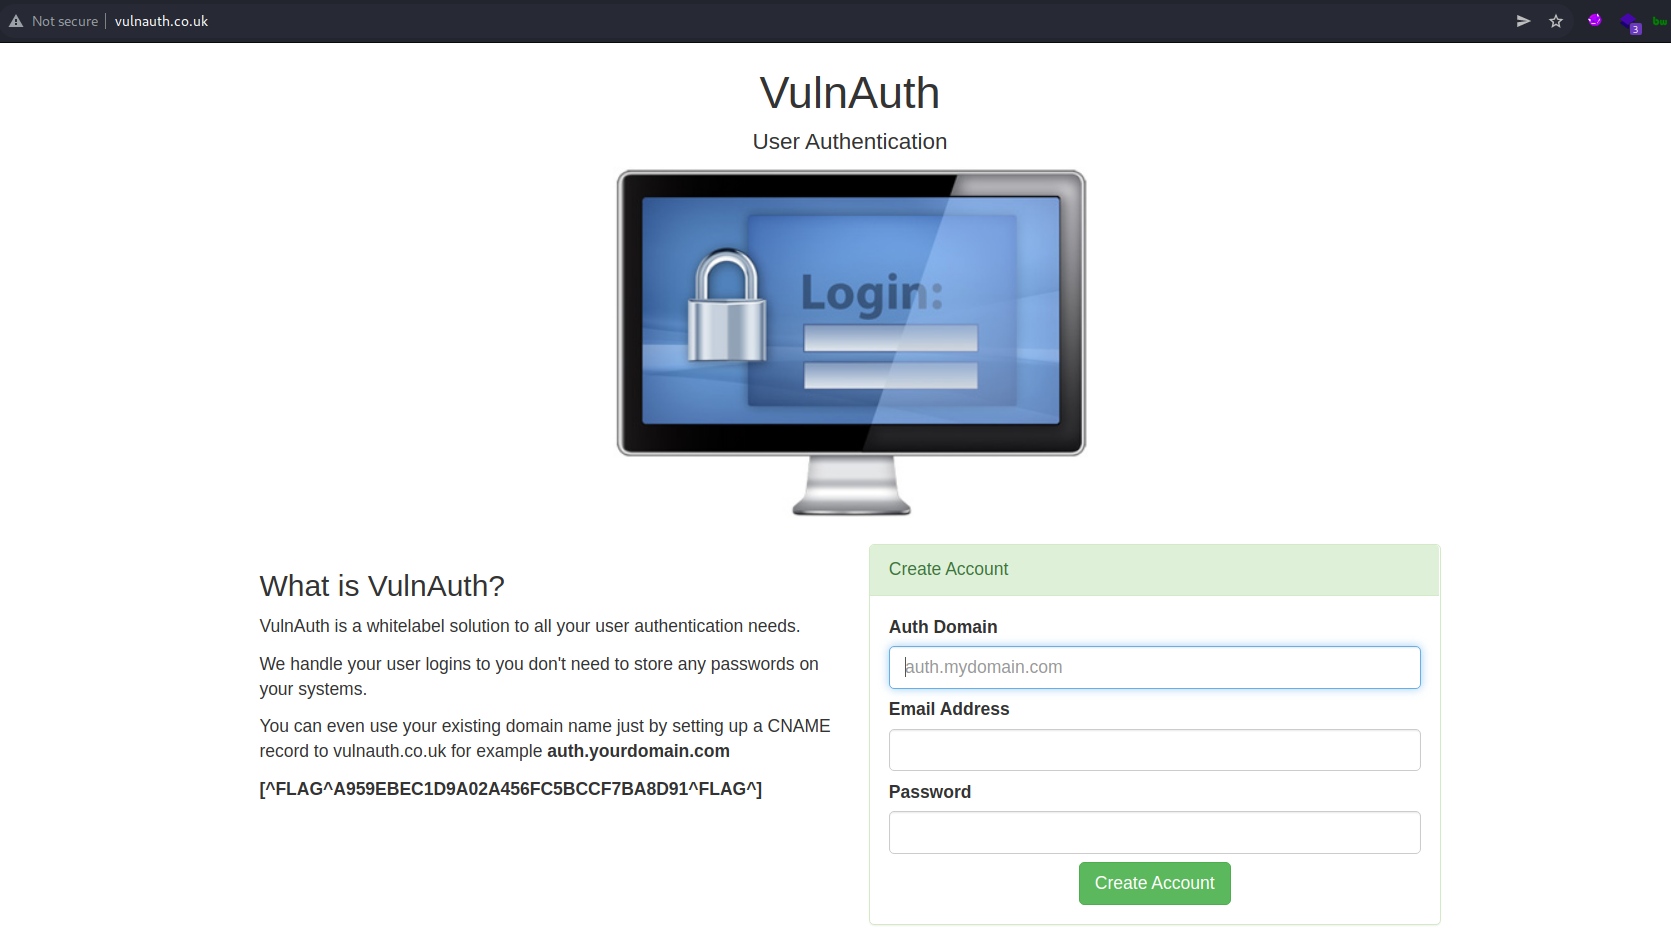 Not secure vulnauth.co.uk
3
bw
VulnAuth
User Authentication
Login:
What is VulnAuth?
VulnAuth is a whitelabel solution to all your user authentication needs.
We handle your user logins to you don't need to store any passwords on
your systems.
You can even use your existing domain name just by setting up a CNAME
record to vulnauth.co.uk for example auth.yourdomain.com
[^FLAG^A959EBEC1D9A02A456FC5BCCF7BA8D91^FLAG^]
Create Account
Auth Domain
auth.mydomain.com
Email Address
Password
Create Account